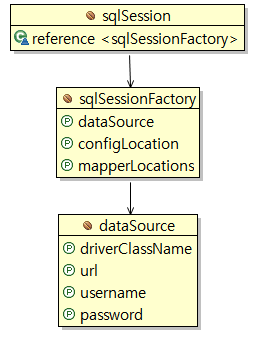 sqlSession
reference <sqlSessionFactory>
sqlSessionFactory
dataSource
configLocation
mapperLocations
dataSource
driverClassName
url
username
password